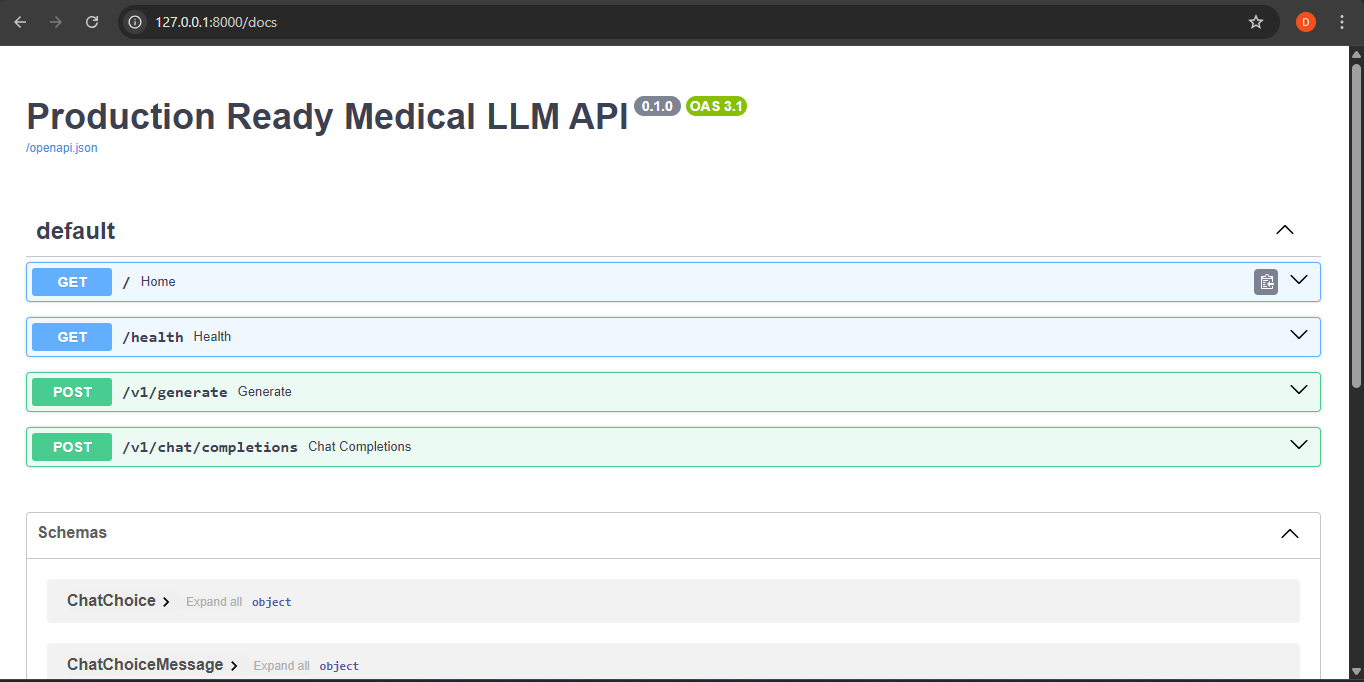 127.0.0.1:8000/docs
D
Production Ready Medical LLM API 0.1.0 OAS 3.1
/openapi.json
default
GET / Home
GET /health Health
POST /v1/generate Generate
POST /v1/chat/completions Chat Completions
Schemas
ChatChoice Expand all object
ChatChoiceMessage Expand all object